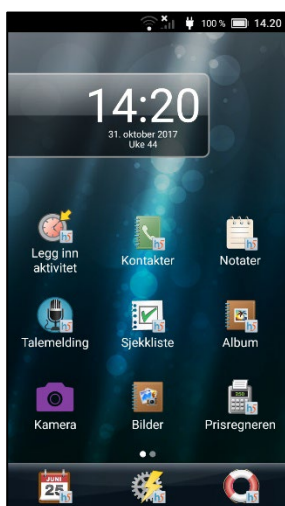 100 % 14.20
14:20
31. oktober 2017
Uke 44
Legg inn
aktivitet
Kontakter
Notater
Talemelding
Sjekkliste
Album
Kamera
Bilder
Prisregneren
JUNI
25